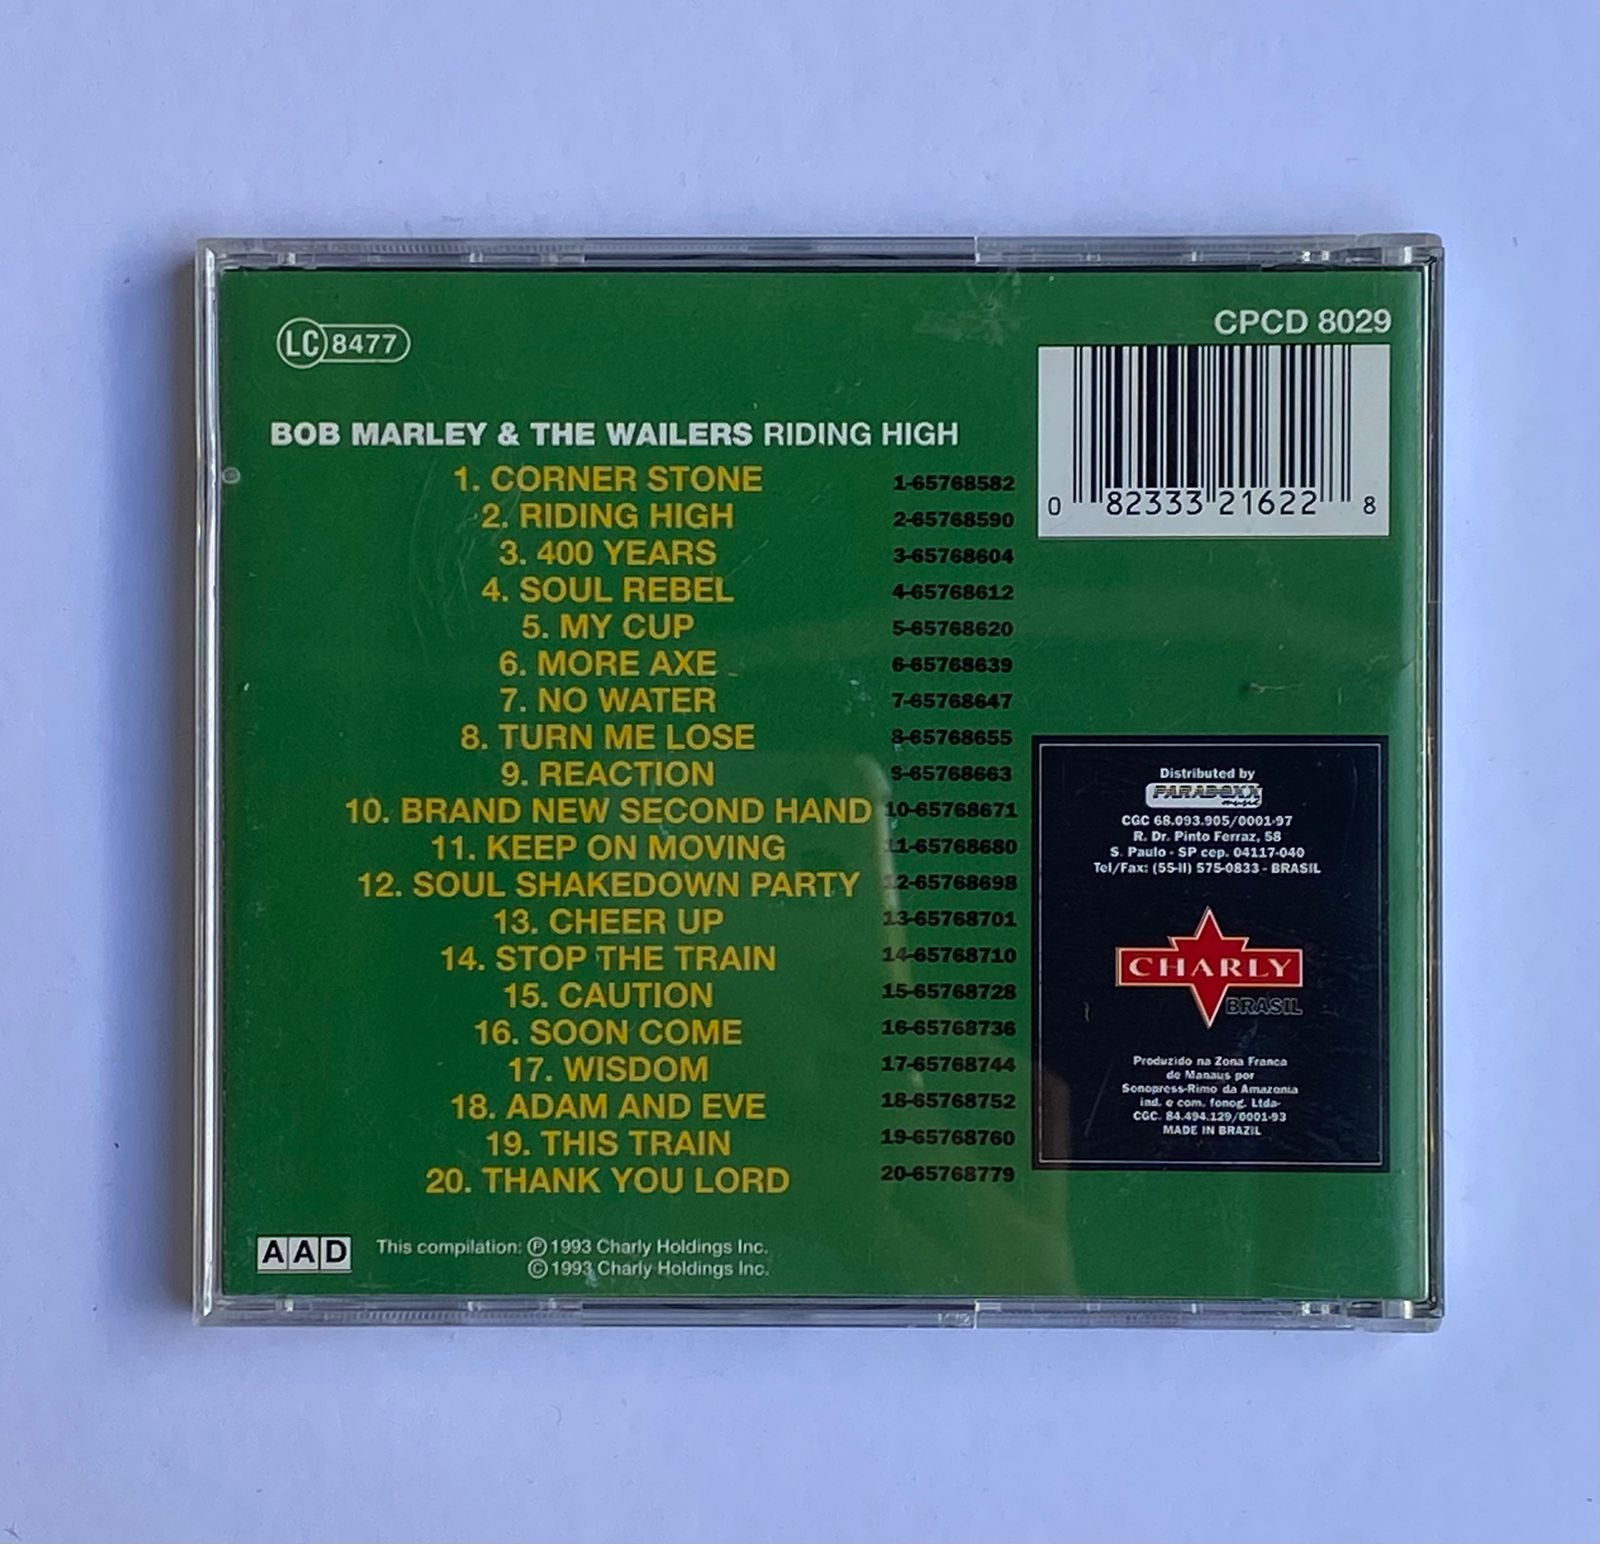 LC 8477
CPCD 8029
0 82333 21622 8
BOB MARLEY & THE WAILERS RIDING HIGH
1. CORNER STONE 1-65768582
2. RIDING HIGH 2-65768590
3. 400 YEARS 3-65768604
4. SOUL REBEL 4-65768612
5. MY CUP 5-65768620
6. MORE AXE 6-65768639
7. NO WATER 7-65768647
8. TURN ME LOSE 8-65768655
9. REACTION 9-65768663
10. BRAND NEW SECOND HAND 10-65768671
11. KEEP ON MOVING 11-65768680
12. SOUL SHAKEDOWN PARTY 12-65768698
13. CHEER UP 13-65768701
14. STOP THE TRAIN 14-65768710
15. CAUTION 15-65768728
16. SOON COME 16-65768736
17. WISDOM 17-65768744
18. ADAM AND EVE 18-65768752
19. THIS TRAIN 19-65768760
20. THANK YOU LORD 20-65768779
Distributed by
PARADOXX
music
CGC 68.093.905/0001-97
R. Dr. Pinto Ferraz, 58
S. Paulo - SP cep. 04117-040
Tel/Fax: (55-II) 575-0833 - BRASIL
CHARLY
BRASIL
Produzido na Zona Franca
de Manaus por
Sonopress-Rimo da Amazonia
ind. e com. fonog. Ltda-
CGC. 84.494.129/0001-93
MADE IN BRAZIL
AAD
This compilation: ℗ 1993 Charly Holdings Inc.
© 1993 Charly Holdings Inc.